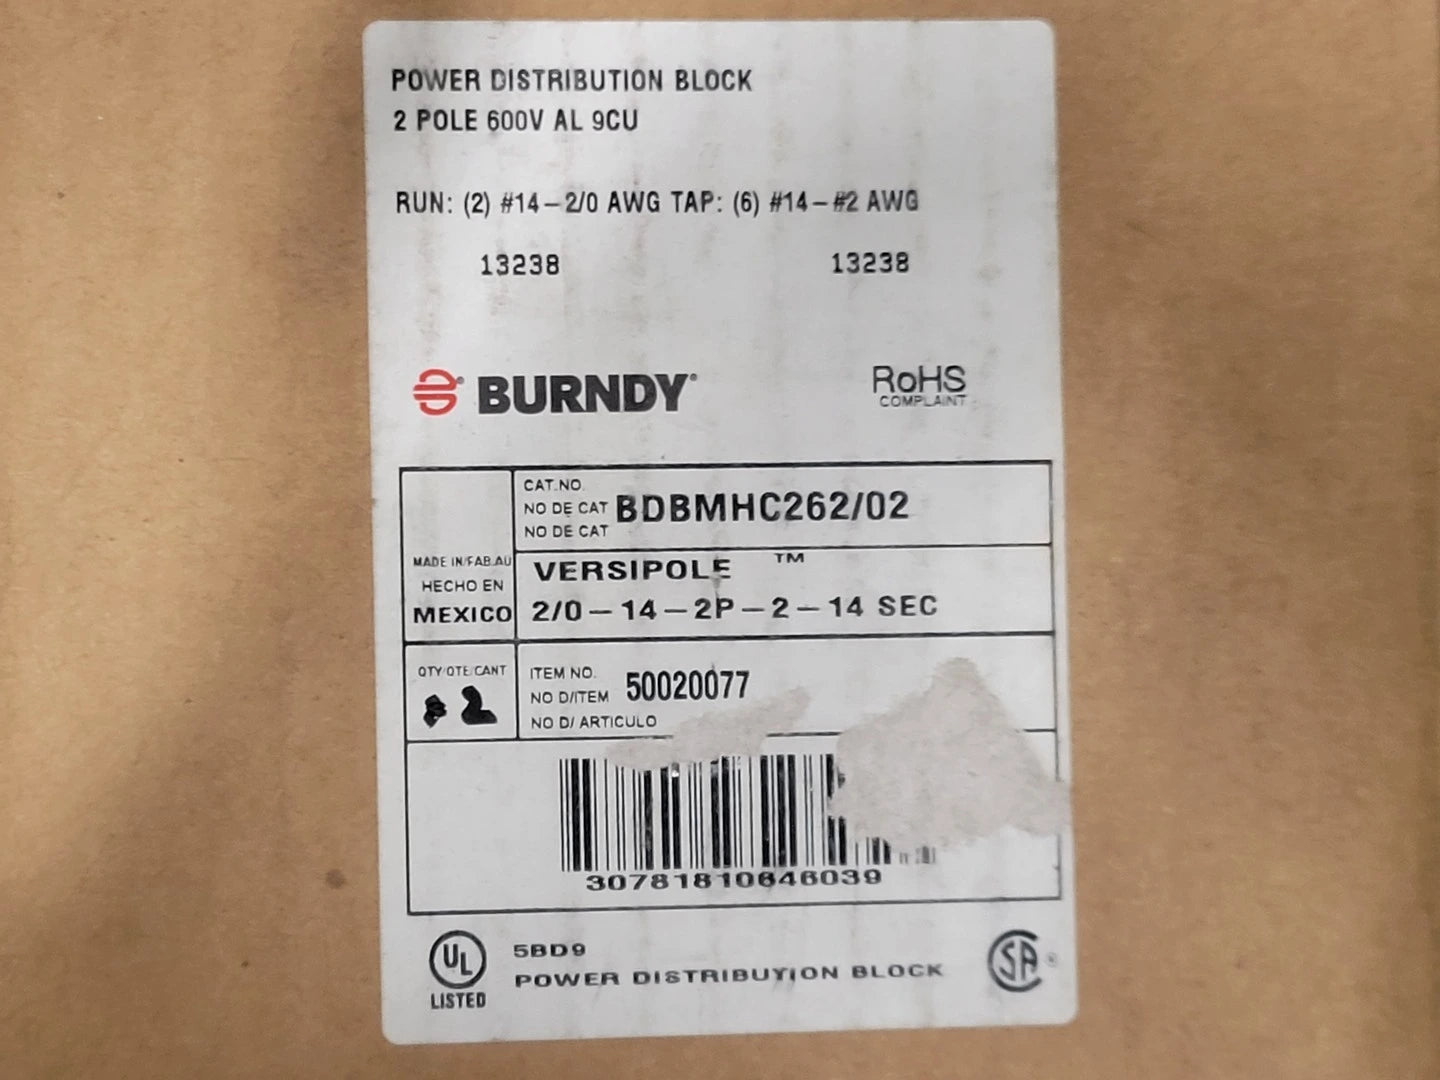 POWER DISTRIBUTION BLOCK
2 POLE 600V AL 9CU
RUN: (2) #14–2/0 AWG TAP: (6) #14–#2 AWG
13238 13238
BURNDY®
RoHS
COMPLAINT
CAT.NO.
NO DE CAT BDBMHC262/02
NO DE CAT
MADE IN/FAB.AU
HECHO EN
MEXICO
VERSIPOLE ™
2/0–14–2P–2–14 SEC
QTY/QTE/CANT
2
ITEM NO.
NO D/ITEM 50020077
NO D/ ARTICULO
30781810646039
UL
LISTED
5BD9
POWER DISTRIBUTION BLOCK
SA®